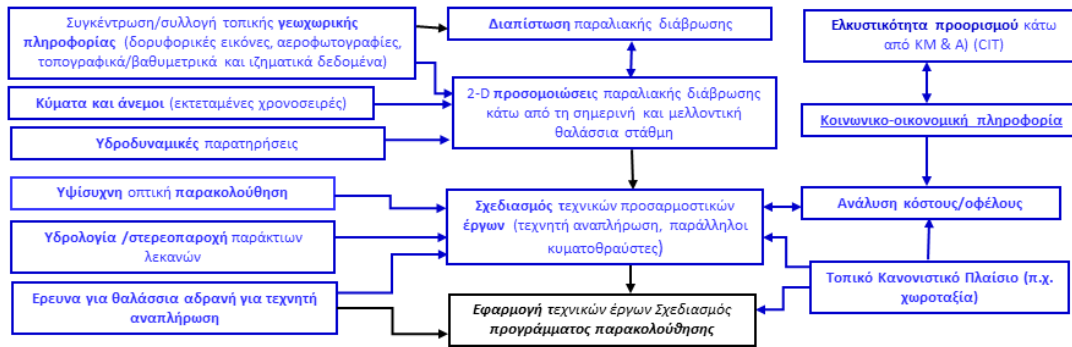 Συγκέντρωση/συλλογή τοπικής γεωχωρικής
πληροφορίας (δορυφορικές εικόνες, αεροφωτογραφίες,
τοπογραφικά/βαθυμετρικά και ιζηματικά δεδομένα)
Κύματα και άνεμοι (εκτεταμένες χρονοσειρές)
Υδροδυναμικές παρατηρήσεις
Υψίσυχνη οπτική παρακολούθηση
Υδρολογία /στερεοπαροχή παράκτιων
λεκανών
Ερευνα για θαλάσσια αδρανή για τεχνητή
αναπλήρωση
Διαπίστωση παραλιακής διάβρωσης
2-D προσομοιώσεις παραλιακής διάβρωσης
κάτω από τη σημερινή και μελλοντική
θαλάσσια στάθμη
Σχεδιασμός τεχνικών προσαρμοστικών
έργων (τεχνητή αναπλήρωση, παράλληλοι
κυματοθραύστες)
Εφαρμογή τεχνικών έργων Σχεδιασμός
προγράμματος παρακολούθησης
Ελκυστικότητα προορισμού κάτω
από ΚΜ & Α) (CIT)
Κοινωνικο-οικονομική πληροφορία
Ανάλυση κόστους/οφέλους
Τοπικό Κανονιστικό Πλαίσιο (π.χ.
χωροταξία)